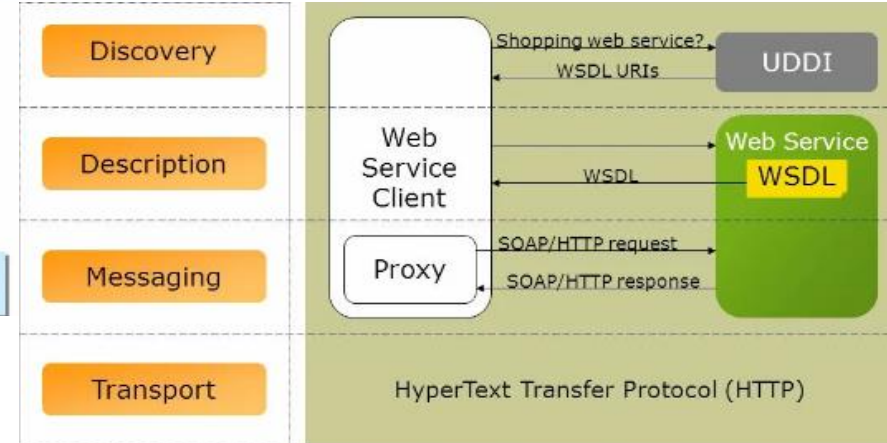 Discovery
Shopping web service?
WSDL URIs
UDDI
Description
Web
Service
Client
WSDL
Web Service
WSDL
Messaging
Proxy
SOAP/HTTP request
SOAP/HTTP response
Transport
HyperText Transfer Protocol (HTTP)